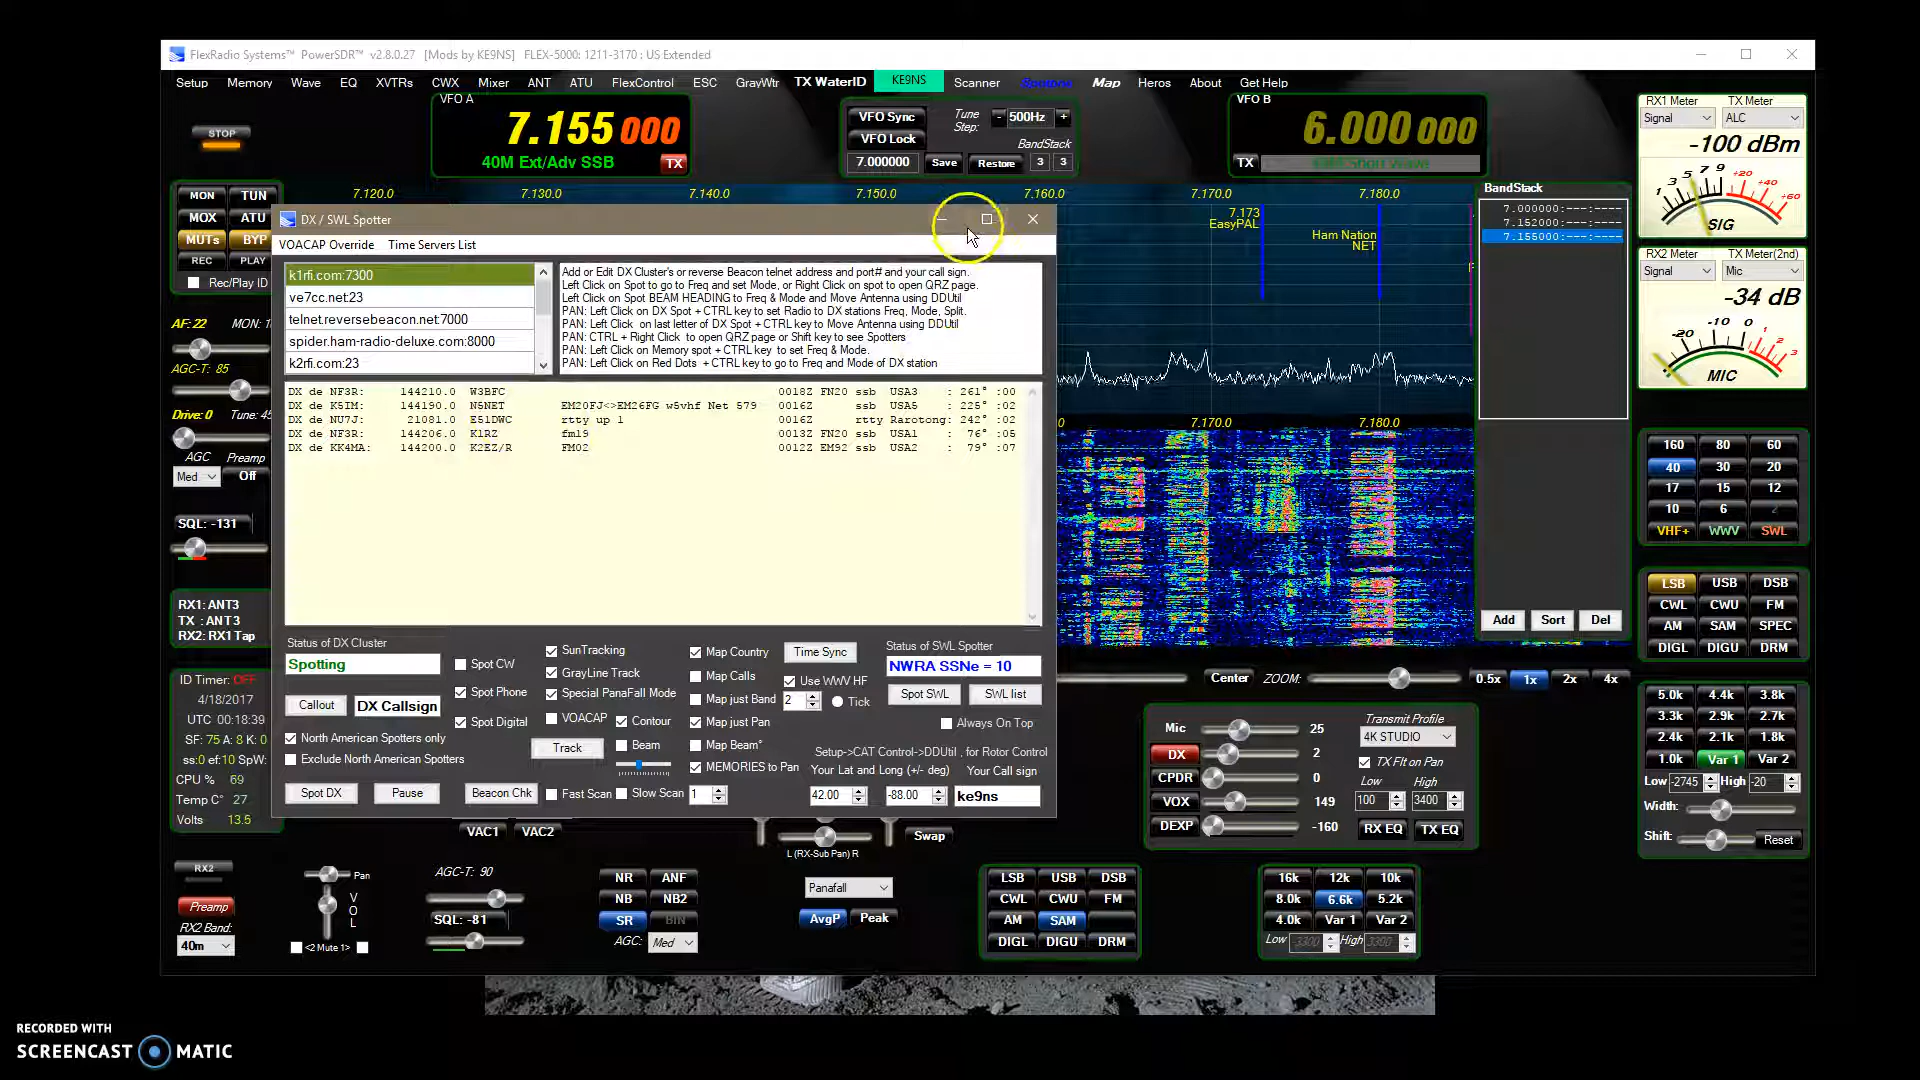 FlexRadio Systems™ PowerSDR™ v2.8.0.27 [Mods by KE9NS] FLEX-5000: 1211-3170 : US Extended
Setup Memory Wave EQ XVTRs CWX Mixer ANT ATU FlexControl ESC GrayWtr TX WaterID KE9NS Scanner Spotting Map Heros About Get Help
VFO A
7.155 000
40M Ext/Adv SSB TX
STOP
VFO Sync
VFO Lock
7.000000 Save Restore 3 3
Tune Step: - 500Hz +
BandStack
VFO B
6.000 000
TX
RX1 Meter TX Meter
Signal ALC
-100 dBm
1 3 5 7 9 +20 +40 +60
SIG
RX2 Meter TX Meter(2nd)
Signal Mic
-34 dB
-20 -10 0 1 2 3
MIC
MON TUN
MOX ATU
MUTs BYP
REC PLAY
Rec/Play ID
AF: 22 MON: 1
AGC-T: 85
Drive: 0 Tune: 45
AGC Preamp
Med Off
SQL: -131
RX1: ANT3
TX : ANT3
RX2: RX1 Tap
ID Timer: OFF
4/18/2017
UTC 00:18:39
SF: 75 A: 8 K: 0
ss:0 ef:10 SpW:
CPU % 69
Temp C° 27
Volts 13.5
7.120.0 7.130.0 7.140.0 7.150.0 7.160.0 7.170.0 7.180.0
7.173
EasyPAL
Ham Nation
NET
0 7.170.0 7.180.0
BandStack
7.000000:---:----
7.152000:---:----
7.155000:---:----
Add Sort Del
DX / SWL Spotter
VOACAP Override Time Servers List
k1rfi.com:7300
ve7cc.net:23
telnet.reversebeacon.net:7000
spider.ham-radio-deluxe.com:8000
k2rfi.com:23
Add or Edit DX Cluster's or reverse Beacon telnet address and port# and your call sign.
Left Click on Spot to go to Freq and set Mode, or Right Click on spot to open QRZ page.
Left Click on Spot BEAM HEADING to Freq & Mode and Move Antenna using DDUtil
PAN: Left Click on DX Spot + CTRL key to set Radio to DX stations Freq, Mode, Split.
PAN: Left Click on last letter of DX Spot + CTRL key to Move Antenna using DDUtil
PAN: CTRL + Right Click to open QRZ page or Shift key to see Spotters
PAN: Left Click on Memory spot + CTRL key to set Freq & Mode.
PAN: Left Click on Red Dots + CTRL key to go to Freq and Mode of DX station
DX de NF3R: 144210.0 W3BFC 0018Z FN20 ssb USA3 : 261° :00
DX de K5IM: 144190.0 N5NET EM20FJ<>EM26FG w5vhf Net 579 0016Z ssb USA5 : 225° :02
DX de NU7J: 21081.0 E51DWC rtty up 1 0016Z rtty Rarotong: 242° :02
DX de NF3R: 144206.0 K1RZ fm19 0013Z FN20 ssb USA1 : 76° :05
DX de KK4MA: 144200.0 K2EZ/R FM02 0012Z EM92 ssb USA2 : 79° :07
Status of DX Cluster
Spotting
Callout DX Callsign
North American Spotters only
Exclude North American Spotters
Spot DX Pause Beacon Chk
Spot CW
Spot Phone
Spot Digital
SunTracking
GrayLine Track
Special PanaFall Mode
VOACAP Contour
Track Beam
Fast Scan Slow Scan 1
Map Country
Map Calls
Map just Band
Map just Pan
Map Beam°
MEMORIES to Pan
Time Sync
Use WWV HF
2 Tick
Status of SWL Spotter
NWRA SSNe = 10
Spot SWL SWL list
Always On Top
Setup->CAT Control->DDUtil , for Rotor Control
Your Lat and Long (+/- deg) Your Call sign
42.00 -88.00 ke9ns
Center ZOOM: 0.5x 1x 2x 4x
160 80 60
40 30 20
17 15 12
10 6 2
VHF+ WWV SWL
LSB USB DSB
CWL CWU FM
AM SAM SPEC
DIGL DIGU DRM
5.0k 4.4k 3.8k
3.3k 2.9k 2.7k
2.4k 2.1k 1.8k
1.0k Var 1 Var 2
Low -2745 High -20
Width:
Shift: Reset
Mic 25
DX 2
CPDR 0
VOX 149
DEXP -160
Transmit Profile
4K STUDIO
TX Flt on Pan
Low High
100 3400
RX EQ TX EQ
VAC1 VAC2
Swap
L (RX-Sub Pan) R
RX2
Preamp
RX2 Band:
40m
Pan
VOL
<2 Mute 1>
AGC-T: 90
SQL: -81
NR ANF
NB NB2
SR BIN
AGC: Med
Panafall
AvgP Peak
LSB USB DSB
CWL CWU FM
AM SAM
DIGL DIGU DRM
16k 12k 10k
8.0k 6.6k 5.2k
4.0k Var 1 Var 2
Low 3300 High 3300
RECORDED WITH
SCREENCAST MATIC